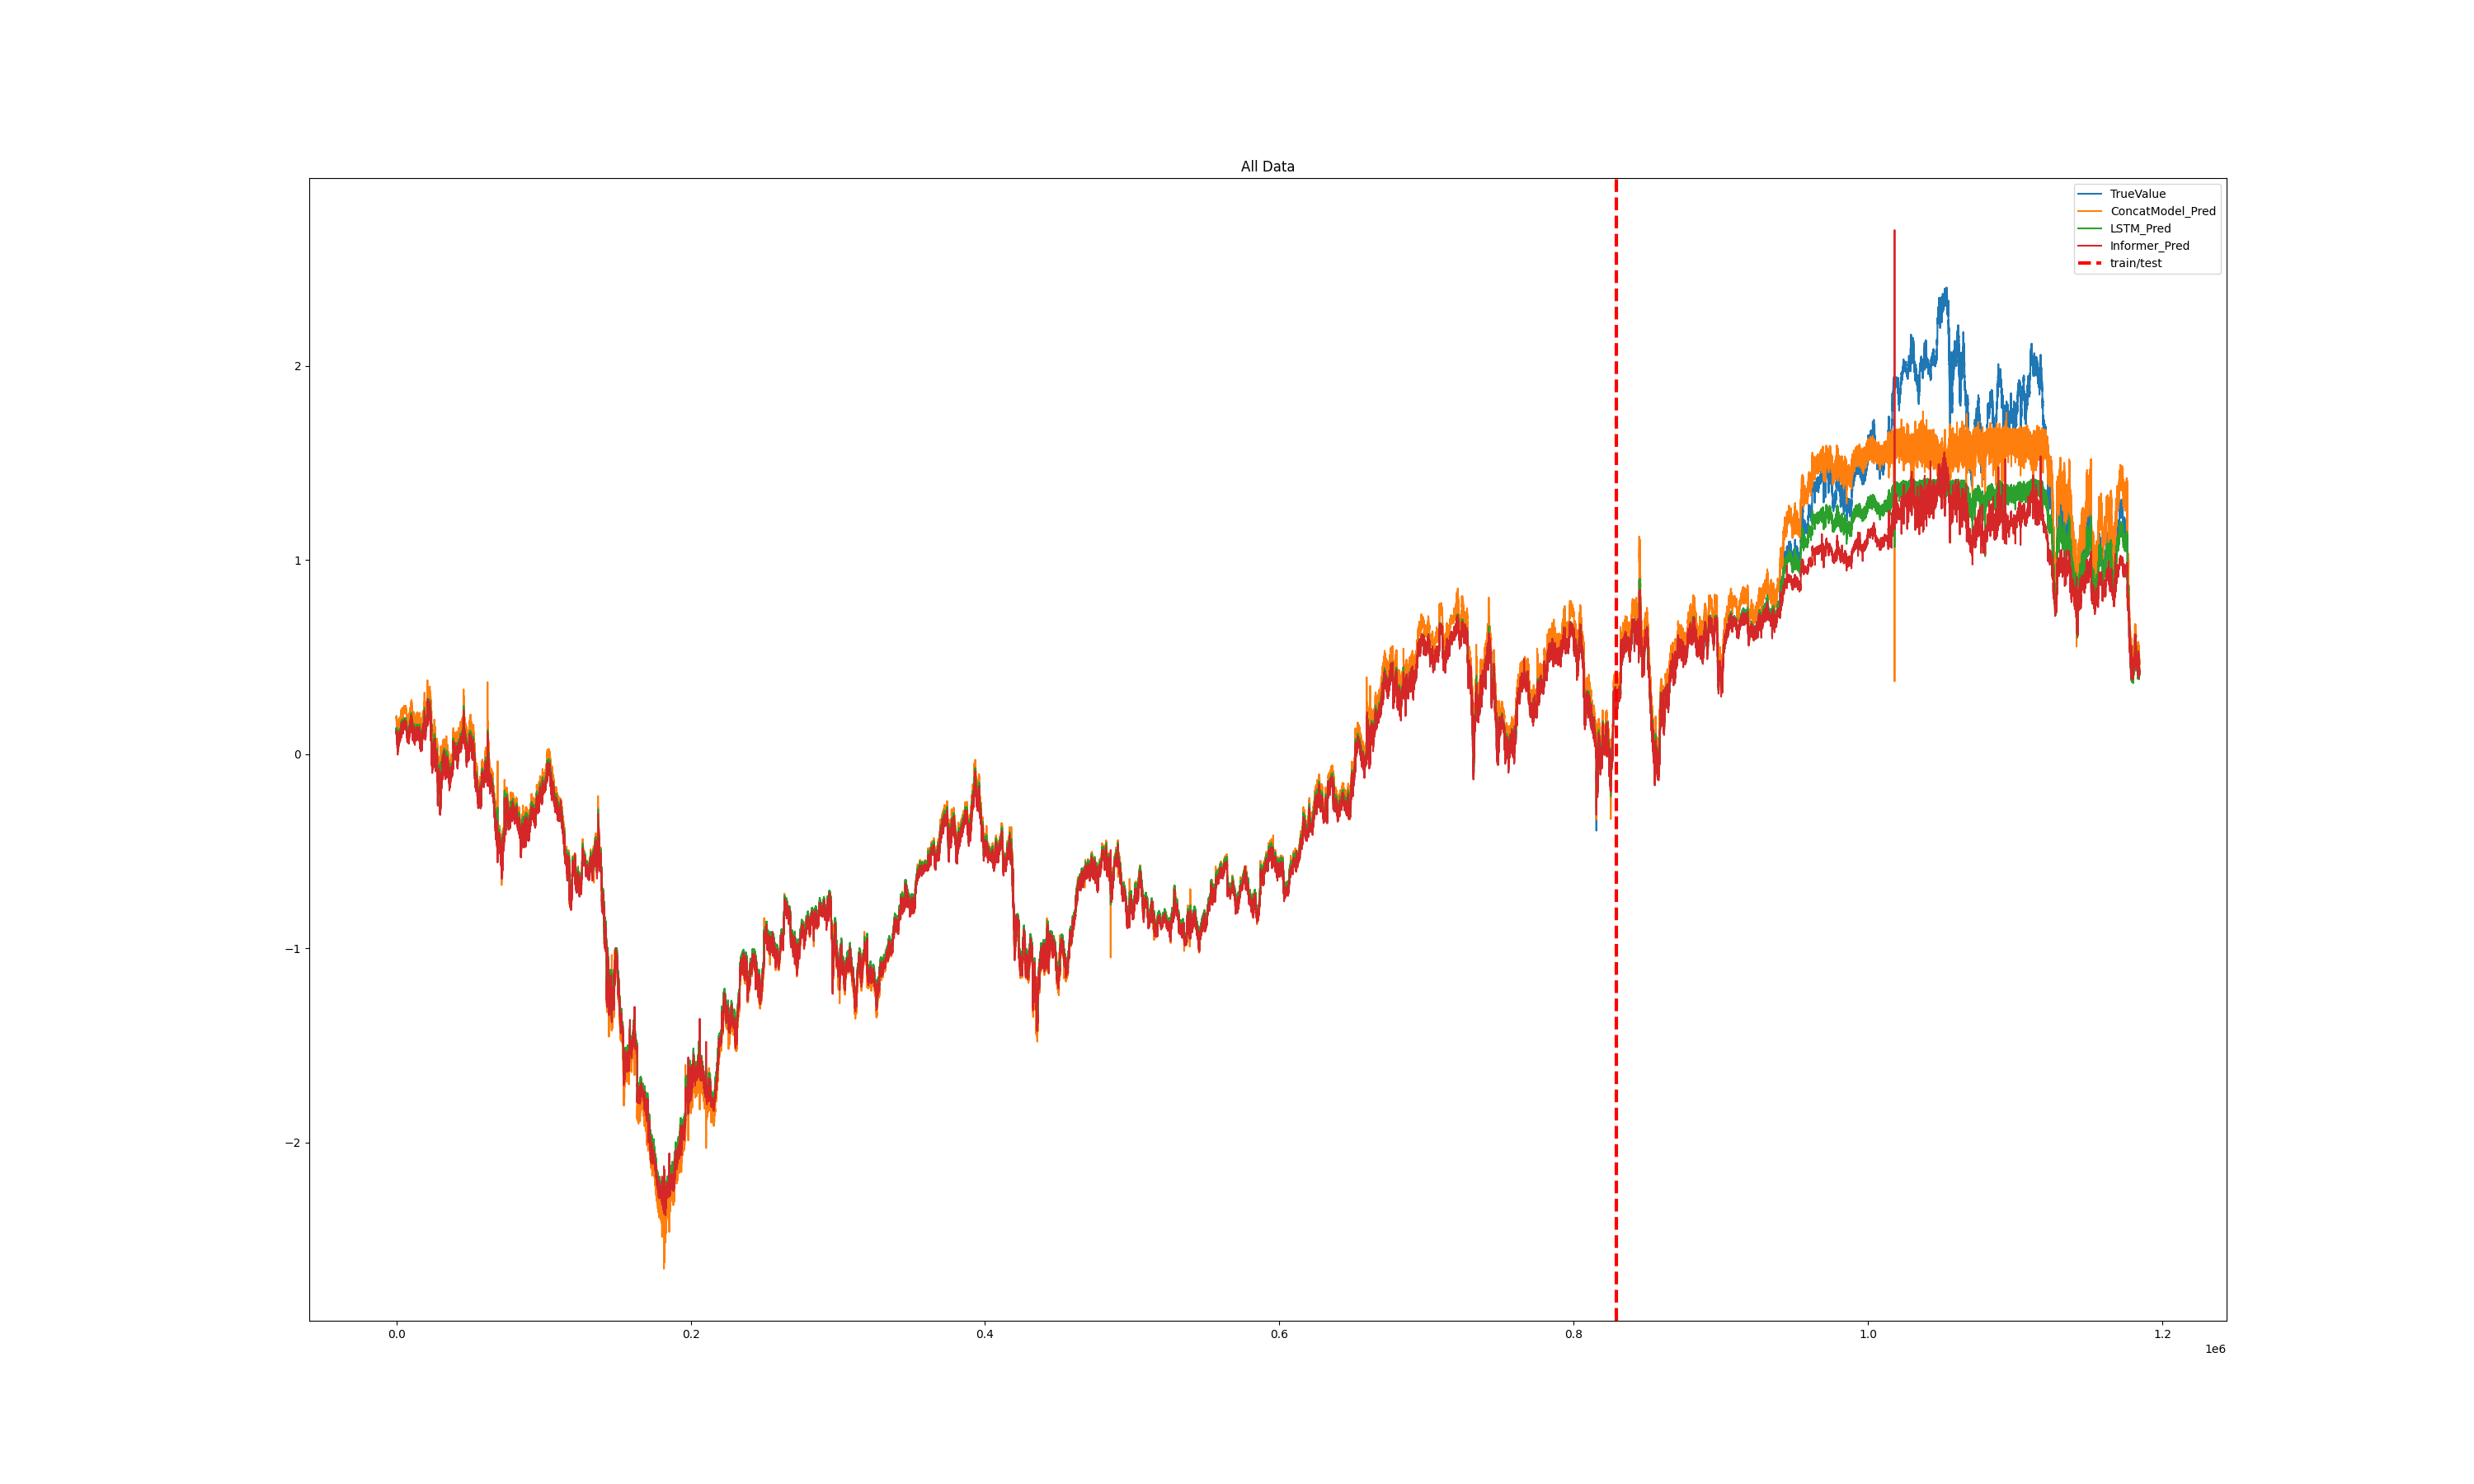 All Data
TrueValue
ConcatModel_Pred
LSTM_Pred
Informer_Pred
train/test
2
1
0
−1
−2
0.0 0.2 0.4 0.6 0.8 1.0 1.2
1e6